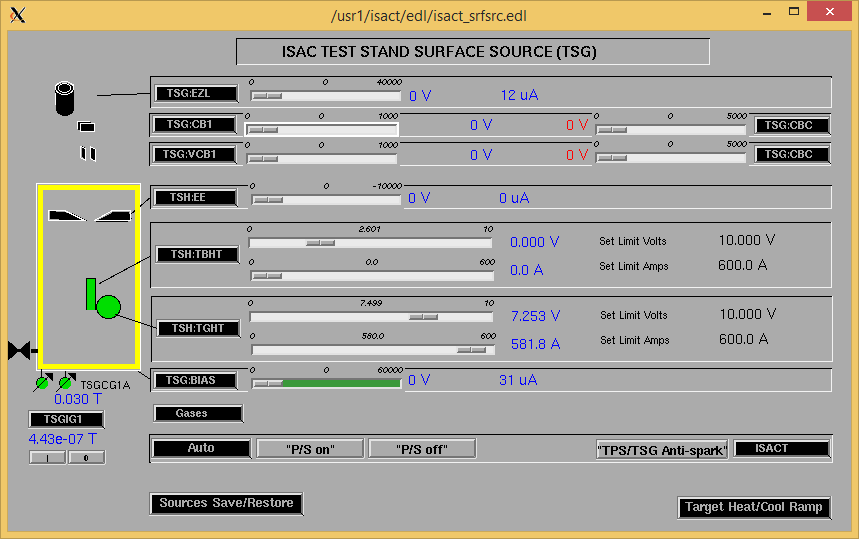 /usr1/isact/edl/isact_srfsrc.edl
ISAC TEST STAND SURFACE SOURCE (TSG)
TSG:EZL 0 0 40000 0 V 12 uA
TSG:CB1 0 0 1000 0 V 0 V 0 5000 TSG:CBC
TSG:VCB1 0 0 1000 0 V 0 V 0 5000 TSG:CBC
TSH:EE 0 0 -10000 0 V 0 uA
TSH:TBHT
0 2.601 10 0.000 V Set Limit Volts 10.000 V
0 0.0 600 0.0 A Set Limit Amps 600.0 A
TSH:TGHT
0 7.499 10 7.253 V Set Limit Volts 10.000 V
0 580.0 600 581.8 A Set Limit Amps 600.0 A
TSG:BIAS 0 0 60000 0 V 31 uA
TSGCG1A
0.030 T
TSGIG1
4.43e-07 T
I 0
Gases
Auto "P/S on" "P/S off" "TPS/TSG Anti-spark" ISACT
Sources Save/Restore
Target Heat/Cool Ramp